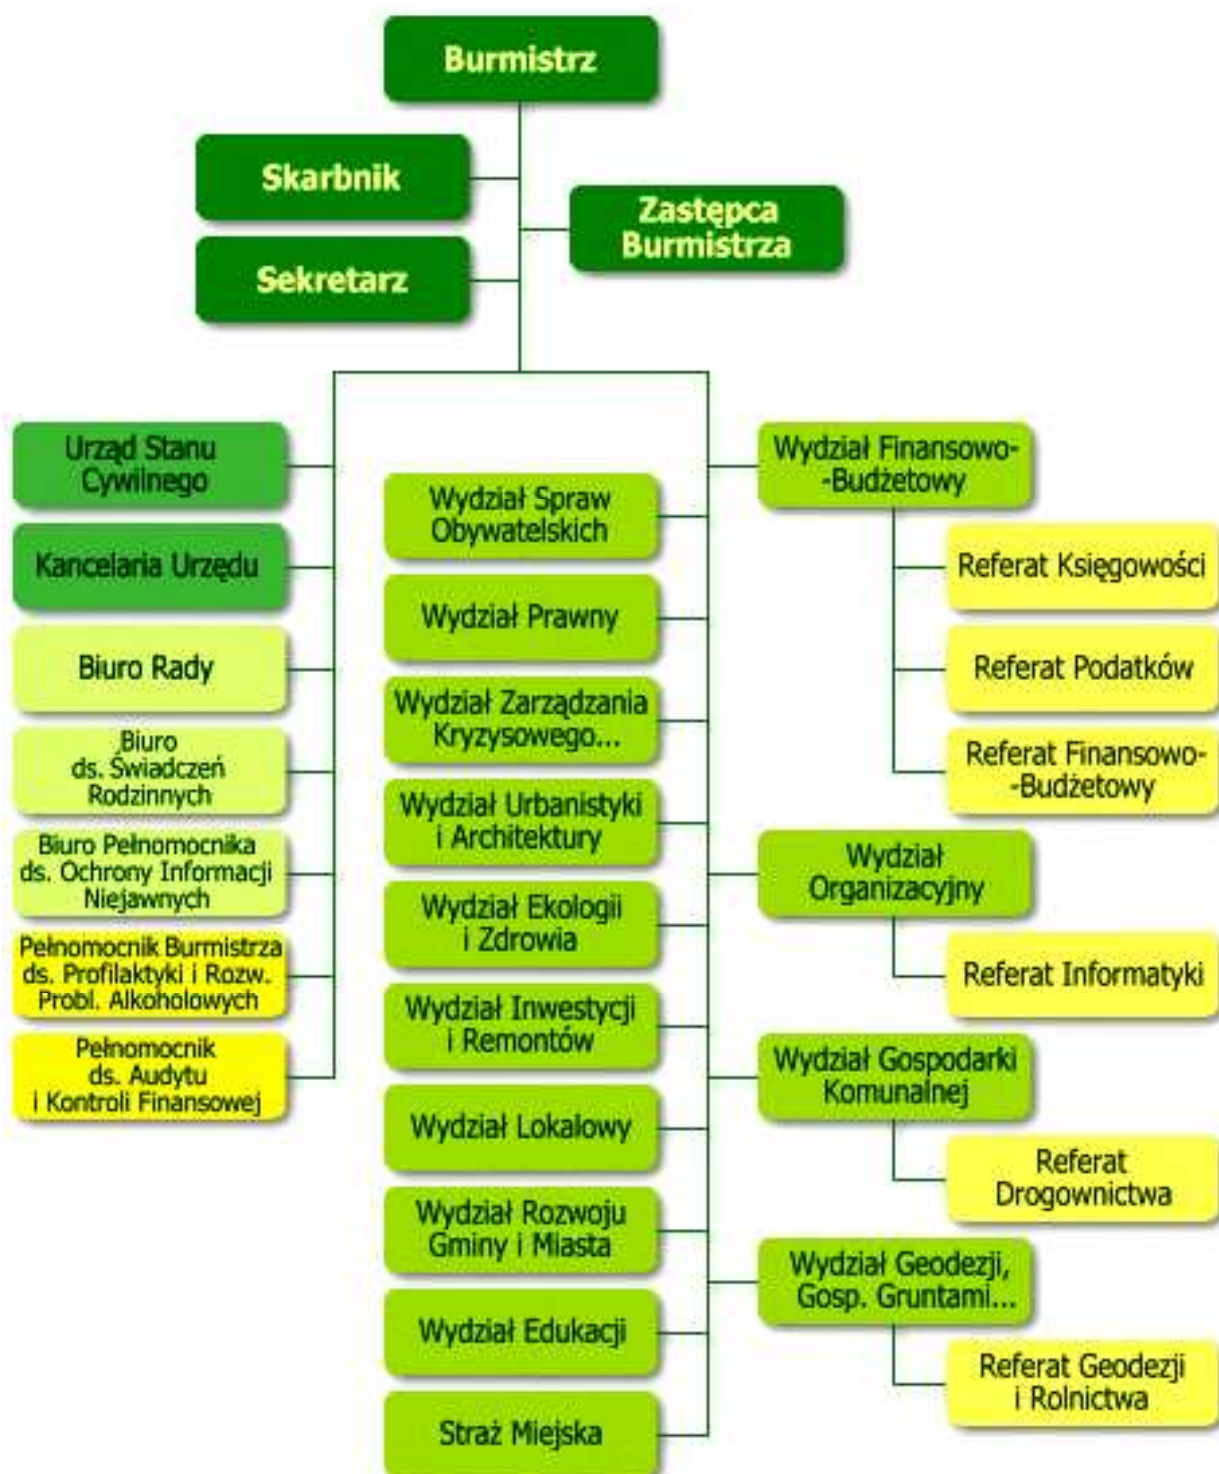 Burmistrz
Skarbnik
Zastępca
Burmistrza
Sekretarz
Urząd Stanu
Cywilnego
Kancelaria Urzędu
Biuro Rady
Biuro
ds. Świadczeń
Rodzinnych
Biuro Pełnomocnika
ds. Ochrony Informacji
Niejawnych
Pełnomocnik Burmistrza
ds. Profilaktyki i Rozw.
Probl. Alkoholowych
Pełnomocnik
ds. Audytu
i Kontroli Finansowej
Wydział Spraw
Obywatelskich
Wydział Prawny
Wydział Zarządzania
Kryzysowego...
Wydział Urbanistyki
i Architektury
Wydział Ekologii
i Zdrowia
Wydział Inwestycji
i Remontów
Wydział Lokalowy
Wydział Rozwoju
Gminy i Miasta
Wydział Edukacji
Straż Miejska
Wydział Finansowo-
-Budżetowy
Referat Księgowości
Referat Podatków
Referat Finansowo-
-Budżetowy
Wydział
Organizacyjny
Referat Informatyki
Wydział Gospodarki
Komunalnej
Referat
Drogownictwa
Wydział Geodezji,
Gosp. Gruntami...
Referat Geodezji
i Rolnictwa